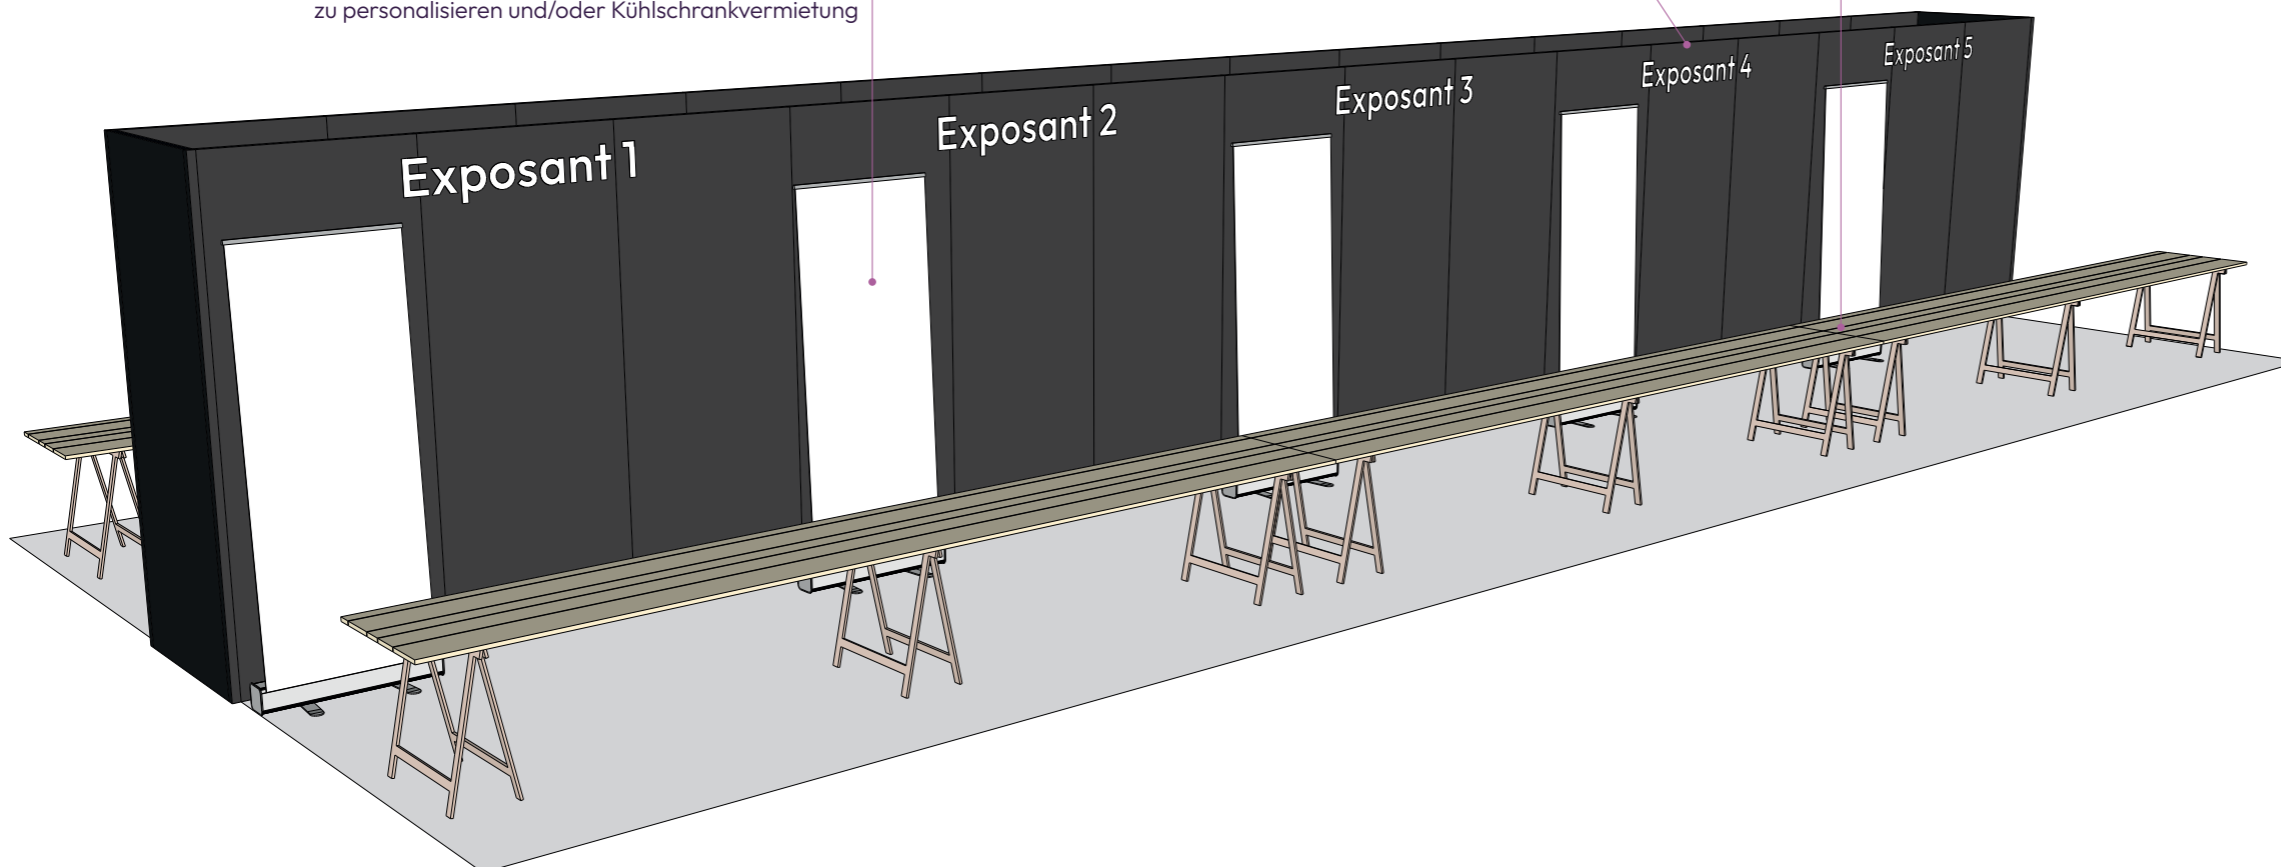 zu personalisieren und/oder Kühlschrankvermietung
Exposant 1
Exposant 2
Exposant 3
Exposant 4
Exposant 5